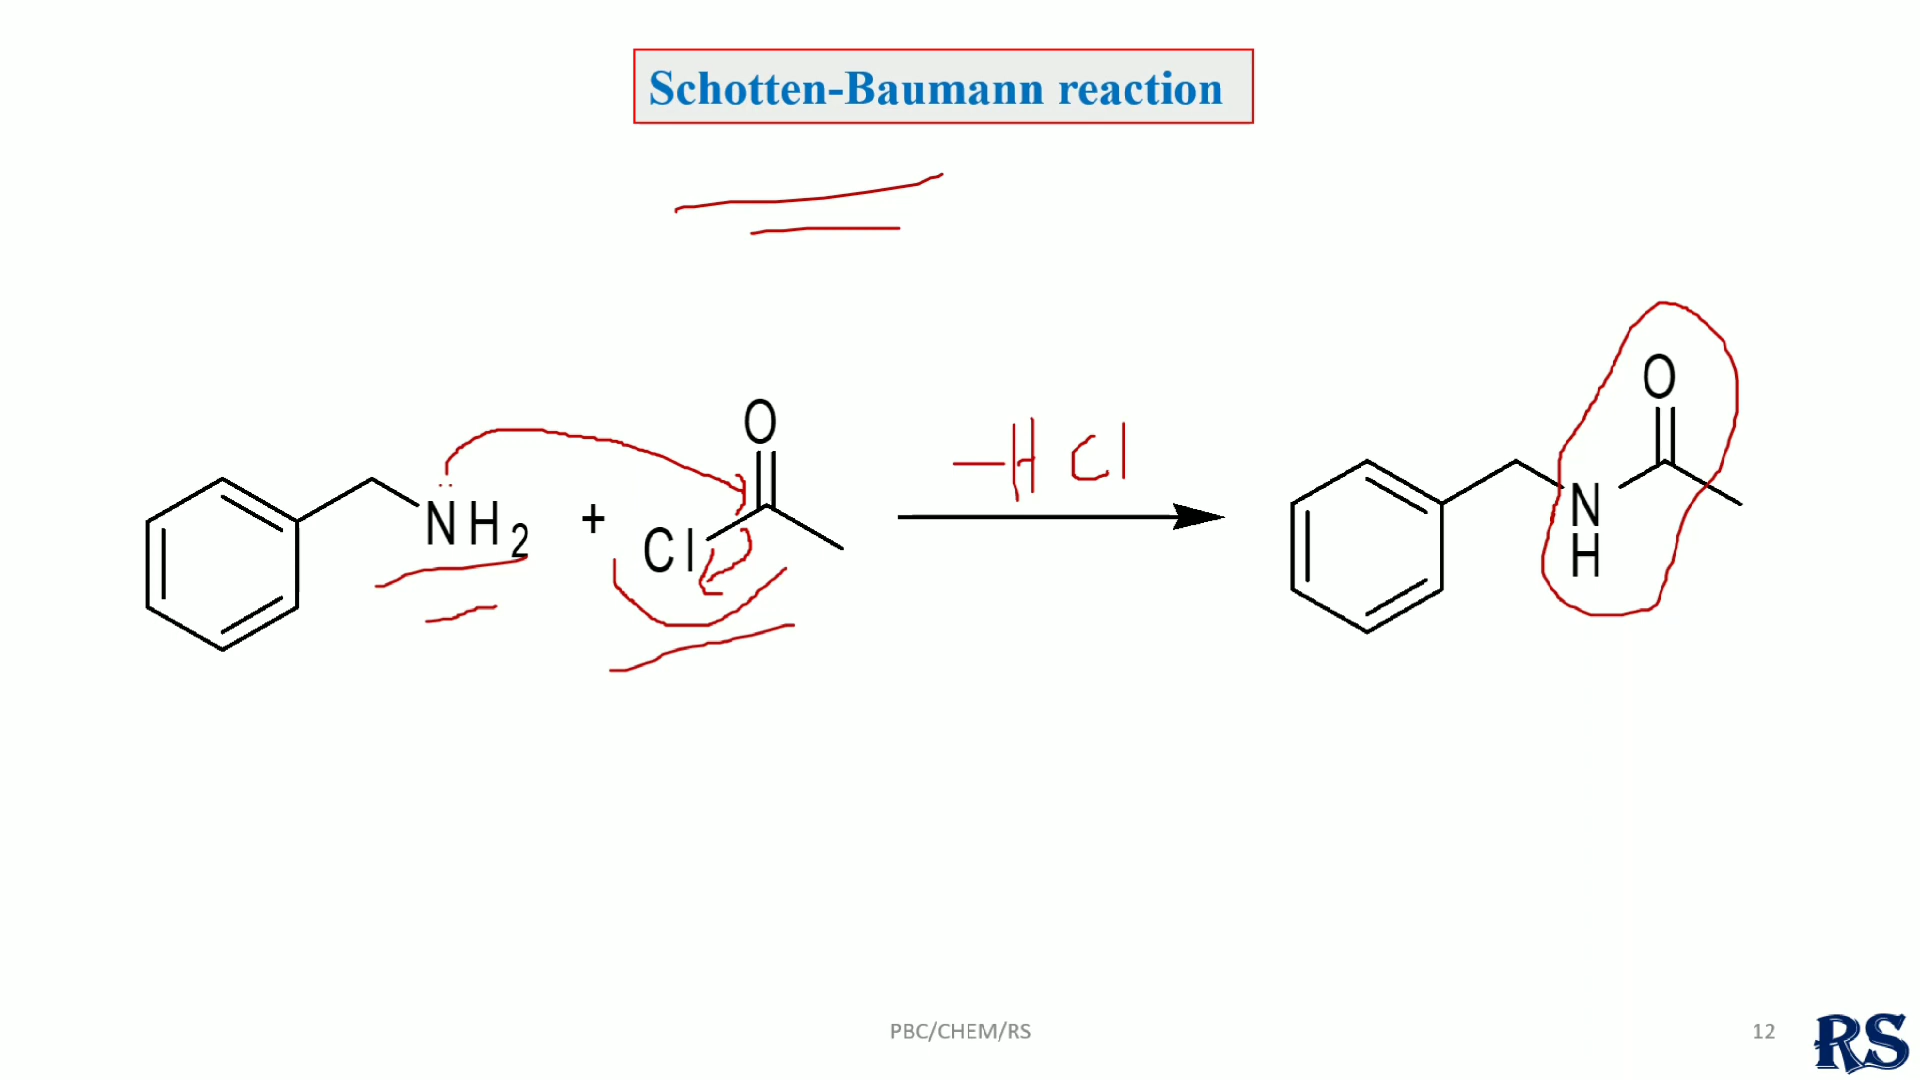 Schotten-Baumann reaction
NH2 + Cl O
–HCl
O
N
H
PBC/CHEM/RS
12
RS